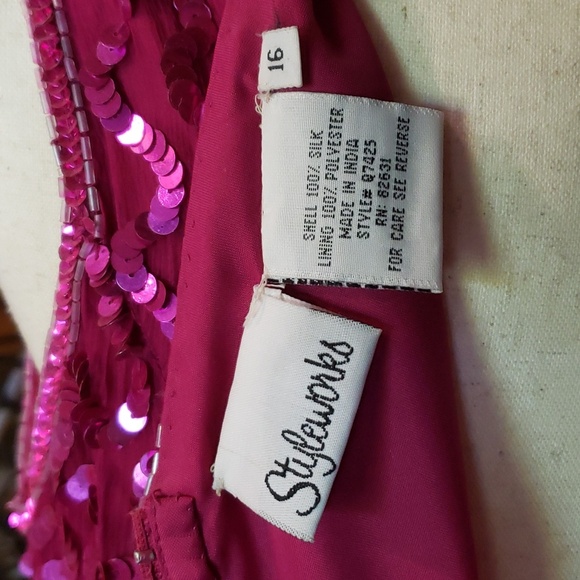 16
SHELL 100% SILK
LINING 100% POLYESTER
MADE IN INDIA
STYLE# Q7425
RN: 82631
FOR CARE SEE REVERSE
Styleworks